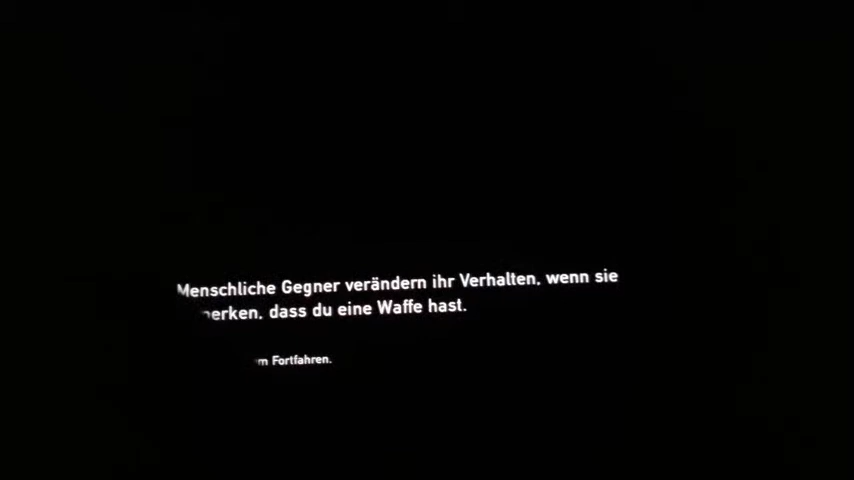 Menschliche Gegner verändern ihr Verhalten, wenn sie
dass du eine Waffe hast.
Fortfahren.